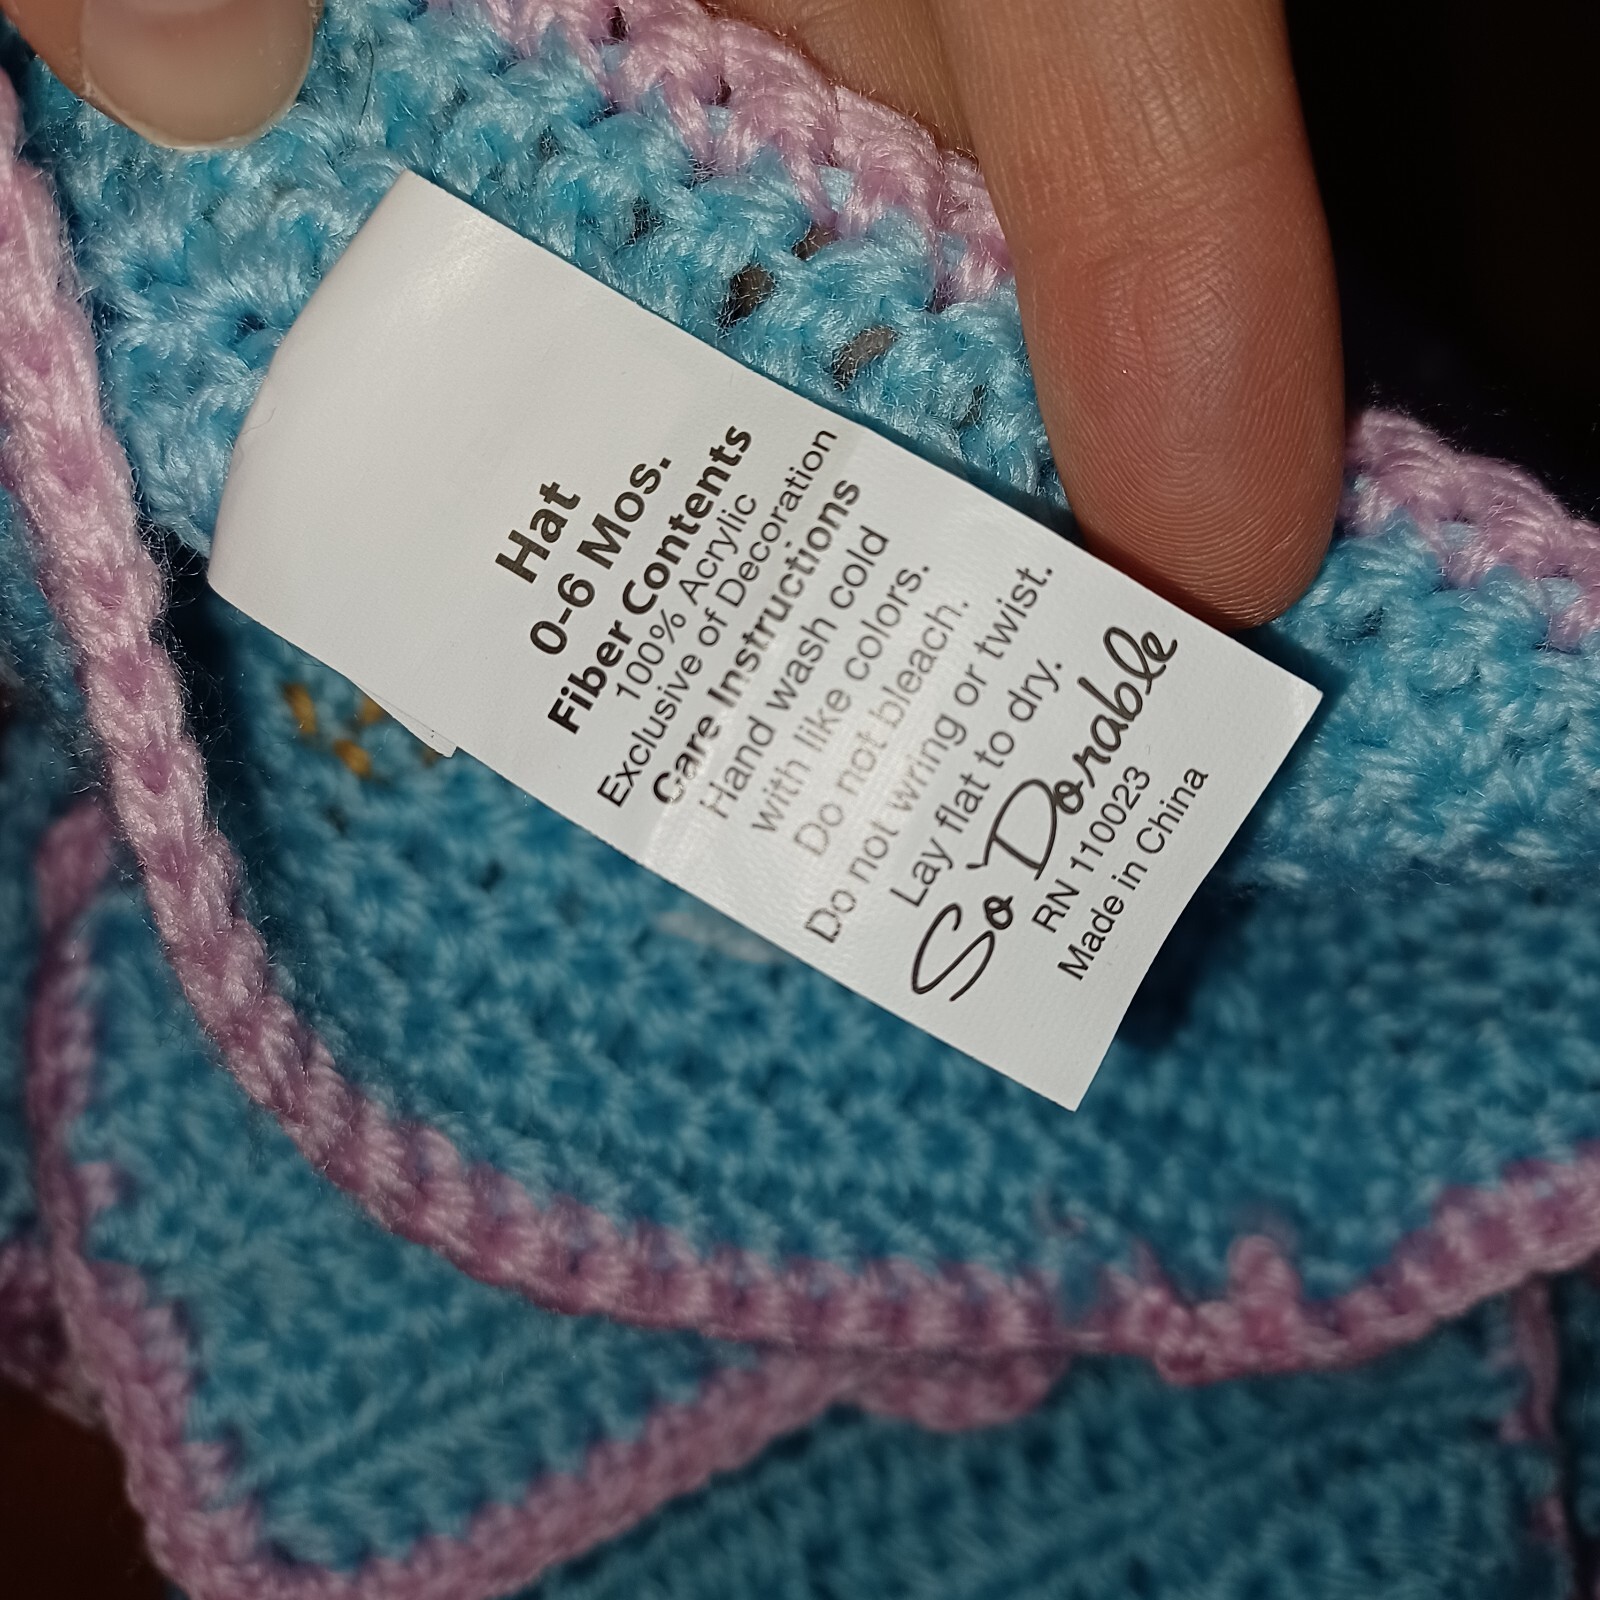 Hat
0-6 Mos.
Fiber Contents
100% Acrylic
Exclusive of Decoration
Care Instructions
Hand wash cold
with like colors.
Do not bleach.
Do not wring or twist.
Lay flat to dry.
So 'Dorable
RN 110023
Made in China